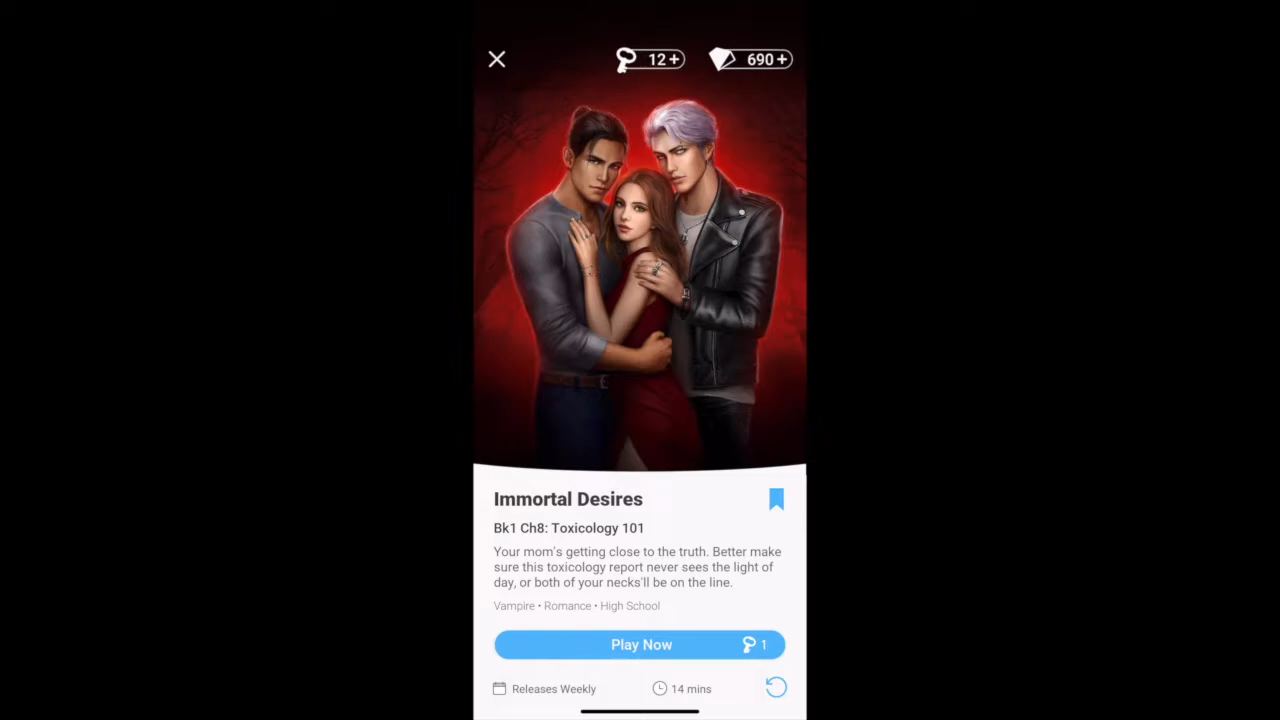 12+
690+
Immortal Desires
Bk1 Ch8: Toxicology 101
Your mom's getting close to the truth. Better make
sure this toxicology report never sees the light of
day, or both of your necks'll be on the line.
Vampire • Romance • High School
Play Now 1
Releases Weekly 14 mins